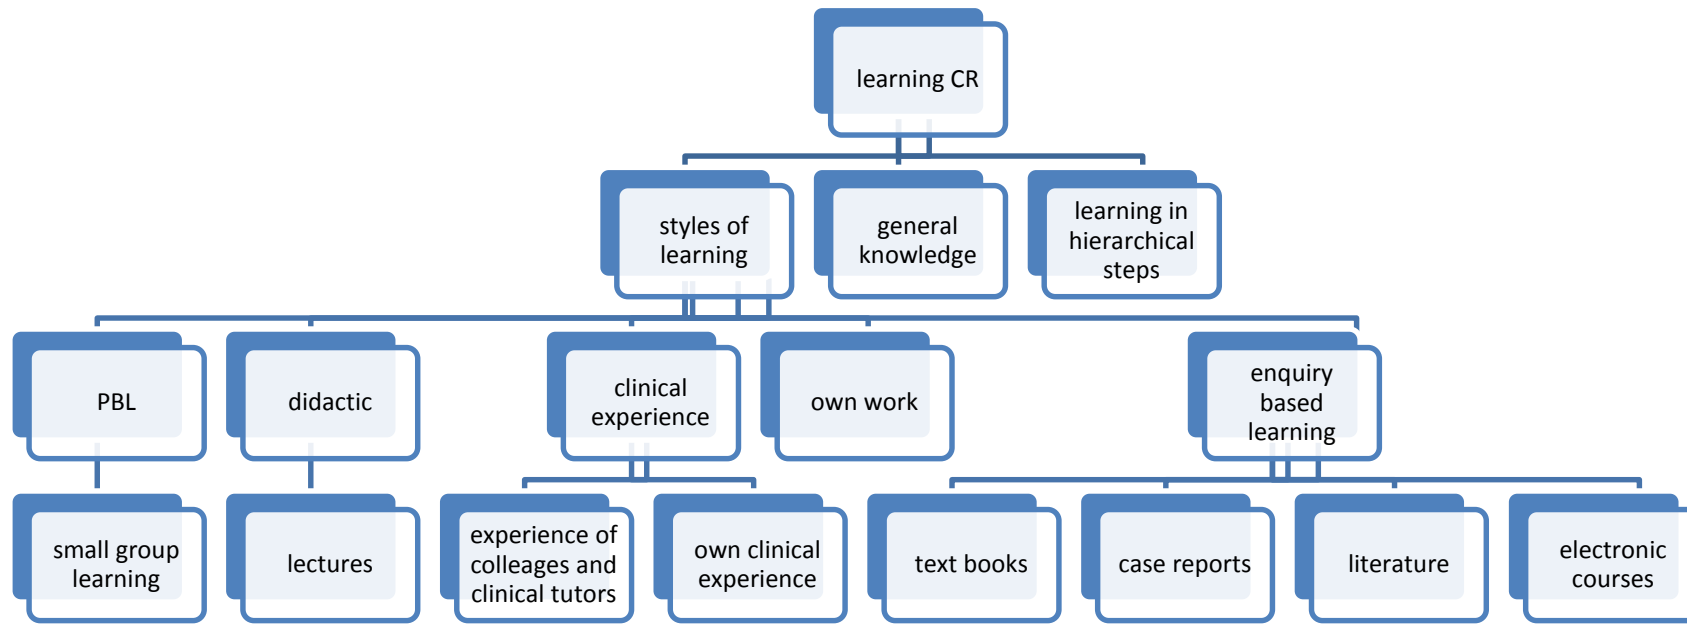 learning CR
styles of
learning
general
knowledge
learning in
hierarchical
steps
PBL
didactic
clinical
experience
own work
enquiry
based
learning
small group
learning
lectures
experience of
colleages and
clinical tutors
own clinical
experience
text books
case reports
literature
electronic
courses